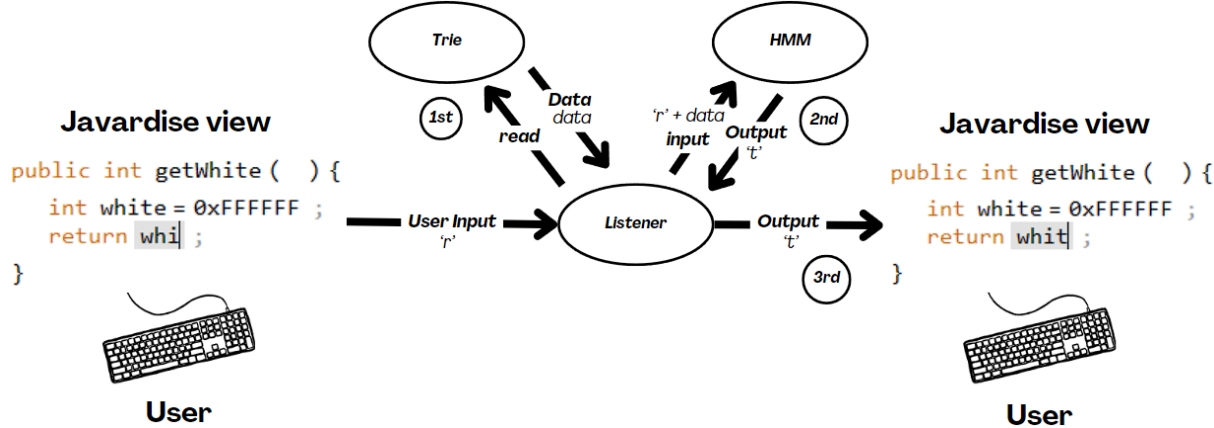 Javardise view
public int getWhite ( ) {
int white = 0xFFFFFF ;
return whi ;
}
User
Trie
1st
read
Data
data
User Input
'r'
Listener
HMM
2nd
'r' + data
input
Output
't'
Output
't'
3rd
Javardise view
public int getWhite ( ) {
int white = 0xFFFFFF ;
return whit ;
}
User